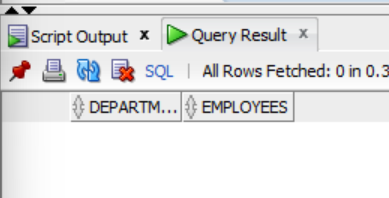 Script Output x Query Result x
SQL | All Rows Fetched: 0 in 0.3
DEPARTM... EMPLOYEES